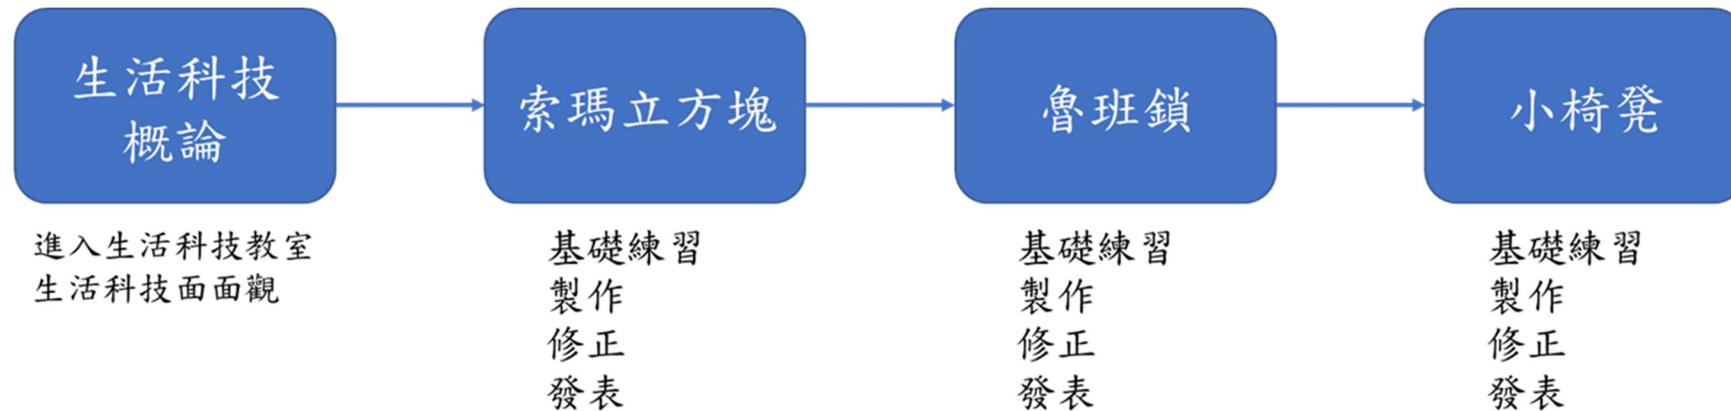 生活科技
概論
進入生活科技教室
生活科技面面觀
索瑪立方塊
基礎練習
製作
修正
發表
魯班鎖
基礎練習
製作
修正
發表
小椅凳
基礎練習
製作
修正
發表